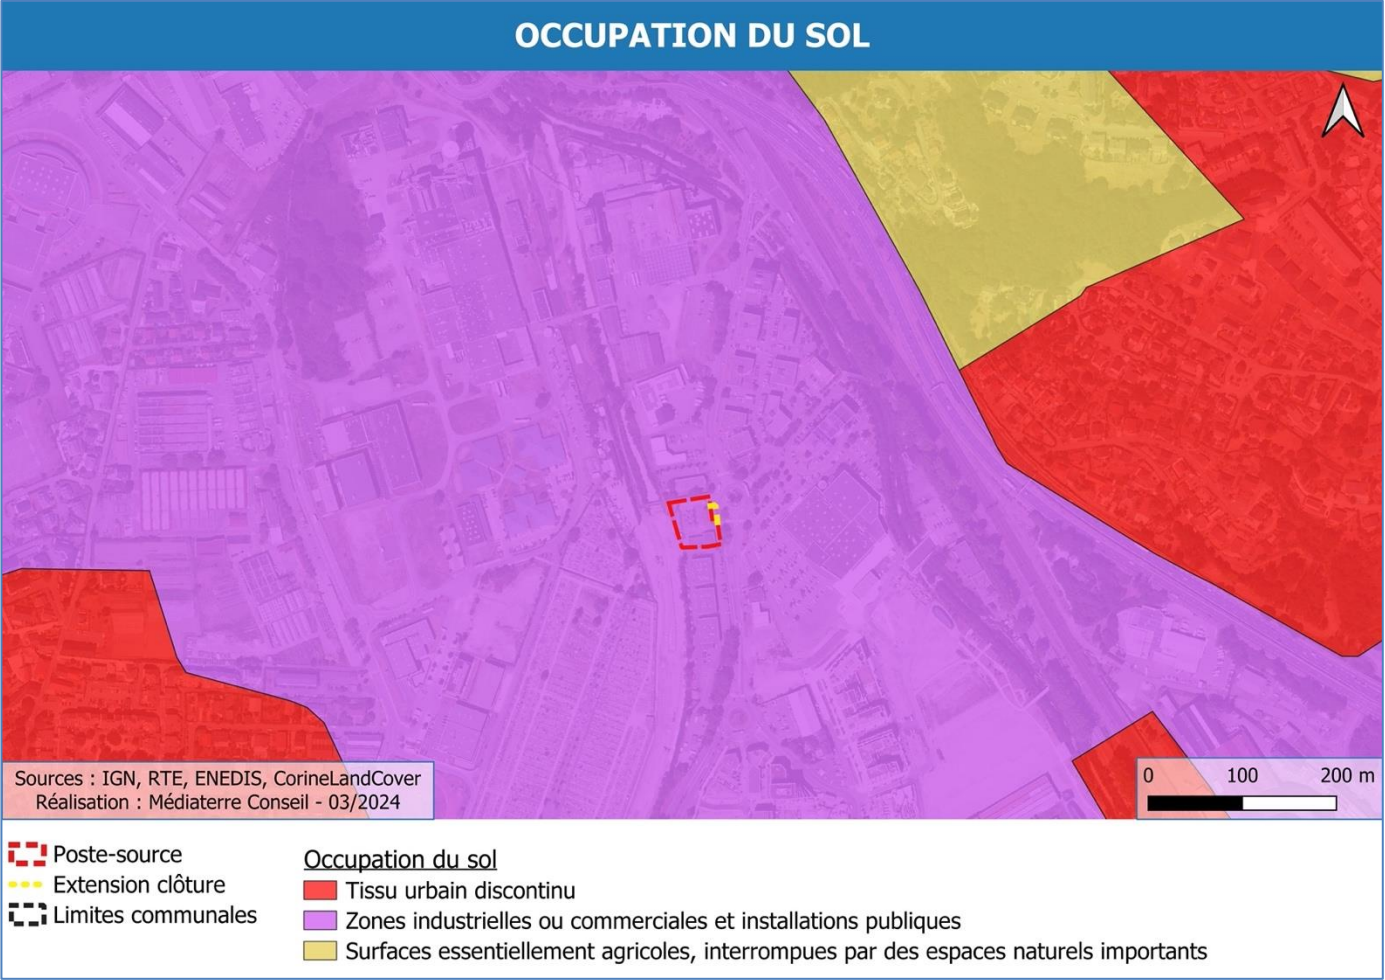 OCCUPATION DU SOL
Sources : IGN, RTE, ENEDIS, CorineLandCover
Réalisation : Médiaterre Conseil - 03/2024
0 100 200 m
Poste-source
Extension clôture
Limites communales
Occupation du sol
Tissu urbain discontinu
Zones industrielles ou commerciales et installations publiques
Surfaces essentiellement agricoles, interrompues par des espaces naturels importants